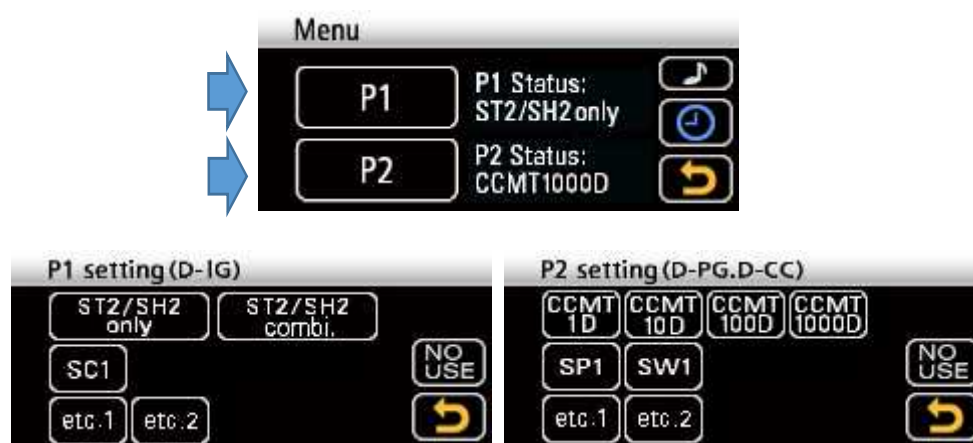 Menu
P1
P1 Status:
ST2/SH2 only
P2
P2 Status:
CCMT1000D
P1 setting (D-IG)
ST2/SH2
only
ST2/SH2
combi.
SC1
NO
USE
etc.1
etc.2
P2 setting (D-PG.D-CC)
CCMT
1D
CCMT
10D
CCMT
100D
CCMT
1000D
SP1
SW1
NO
USE
etc.1
etc.2